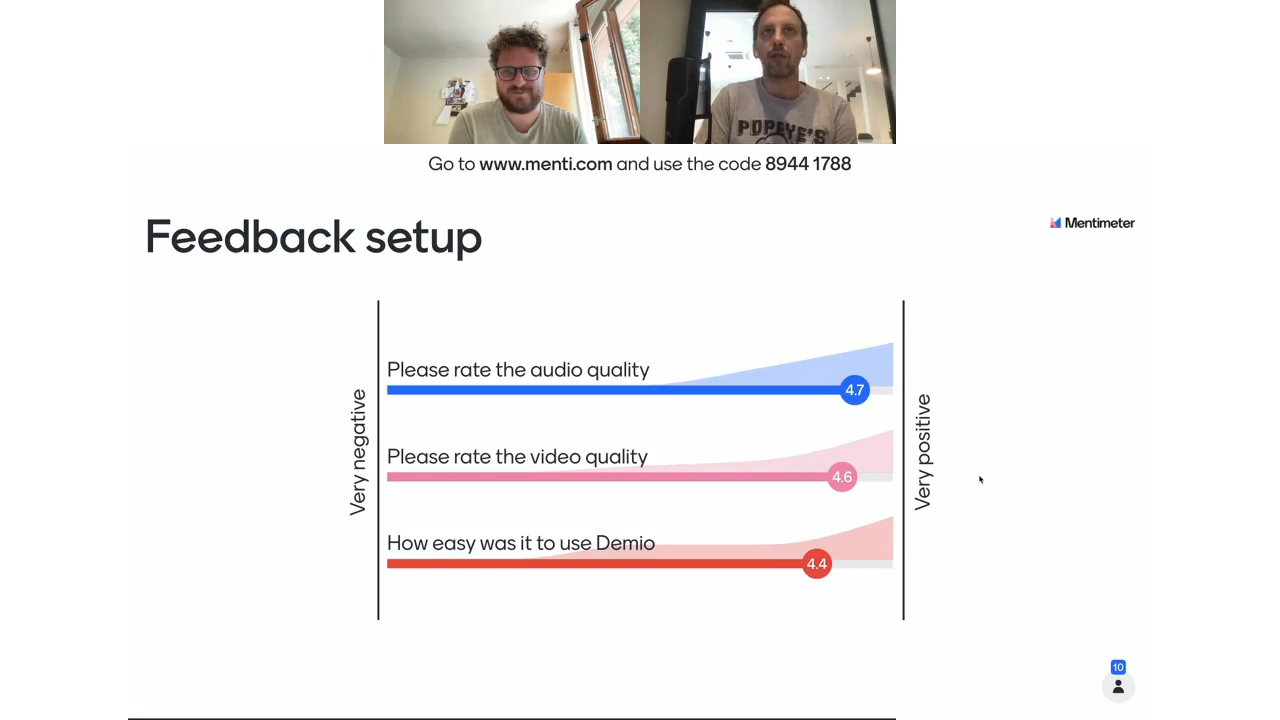 POPEYE'S
Go to www.menti.com and use the code 8944 1788
Feedback setup
Mentimeter
Very negative
Please rate the audio quality
4.7
Please rate the video quality
4.6
How easy was it to use Demio
4.4
Very positive
10